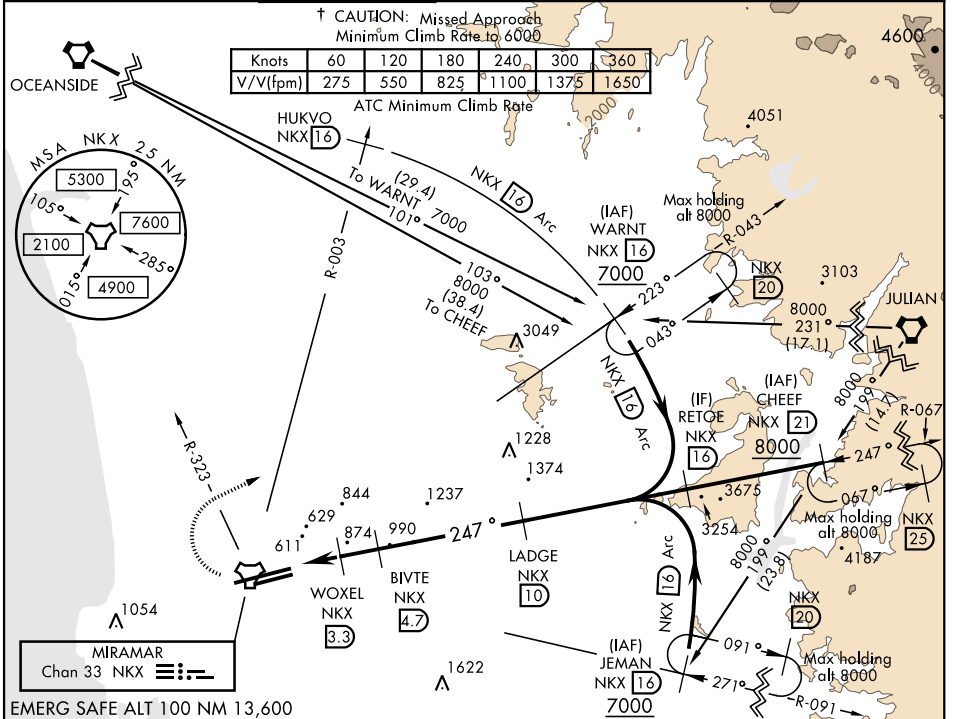 † CAUTION: Missed Approach
Minimum Climb Rate to 6000
Knots 60 120 180 240 300 360
V/V(fpm) 275 550 825 1100 1375 1650
ATC Minimum Climb Rate
OCEANSIDE
HUKVO
NKX 16
4600
4000
2000
4051
MSA NKX 25 NM
5300
195°
105°
7600
2100
285°
015°
4900
(29.4)
To WARNT 7000
101°
103°
8000
(38.4)
To CHEEF
R-003
NKX 16 Arc
(IAF)
WARNT
NKX 16
7000
Max holding
alt 8000
R-043
223°
043°
NKX
20
3103
JULIAN
8000
231°
(17.1)
3049
NKX 16 Arc
8000
199°
(14.7)
(IF)
RETOE
NKX
16
(IAF)
CHEEF
NKX 21
8000
R-067
247°
067°
Max holding
alt 8000
NKX
25
1228
1374
3675
3254
4187
R-323
844
629
611
874
1237
990
247°
LADGE
NKX
10
BIVTE
NKX
4.7
WOXEL
NKX
3.3
8000
199°
(23.8)
NKX 16 Arc
NKX
20
1054
1622
(IAF)
JEMAN
NKX 16
7000
091°
271°
Max holding
alt 8000
R-091
MIRAMAR
Chan 33 NKX
EMERG SAFE ALT 100 NM 13,600